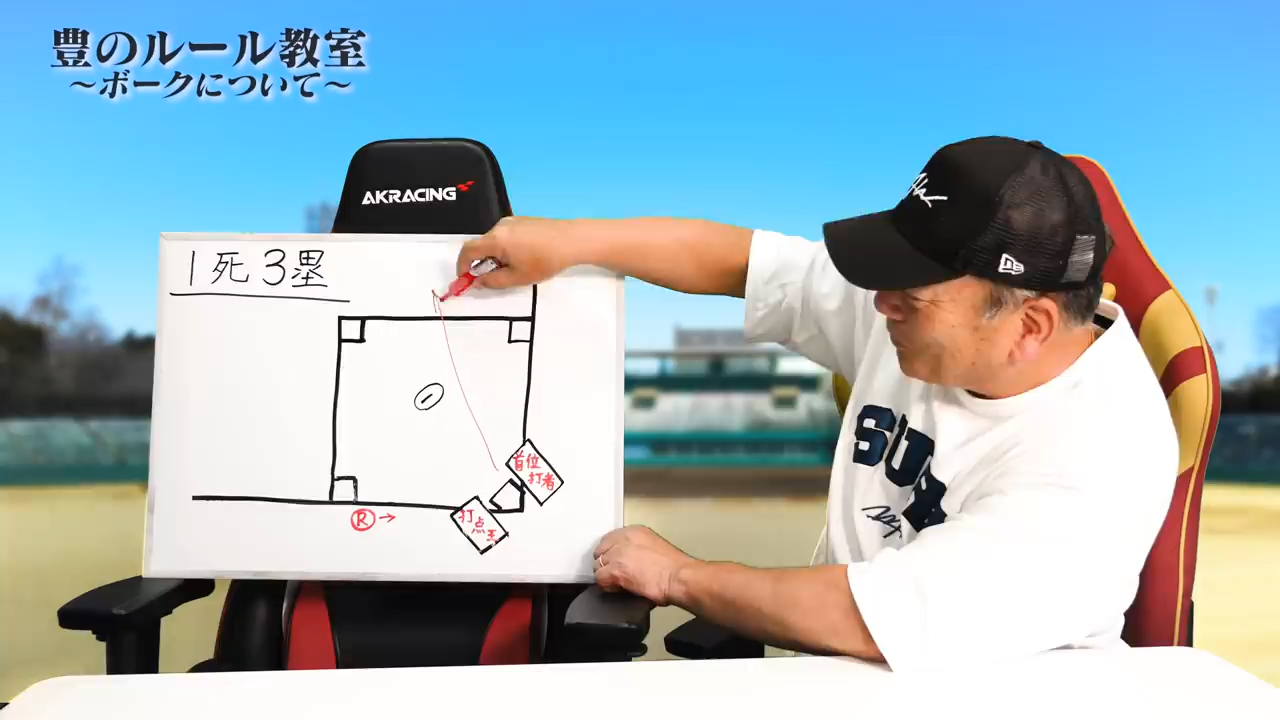 豊のルール教室
～ボークについて～
AKRACING
1死3塁
首位
打者
打点
王
R→
SUR